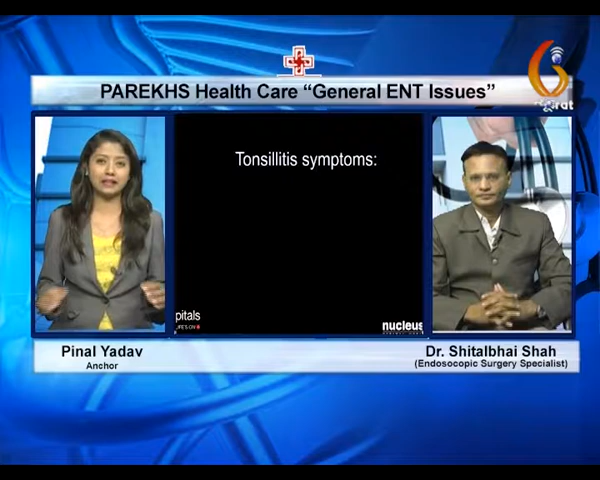 PAREKHS Health Care “General ENT Issues”
Tonsillitis symptoms:
pitals
nucleus
Pinal Yadav
Anchor
Dr. Shitalbhai Shah
(Endosocopic Surgery Specialist)